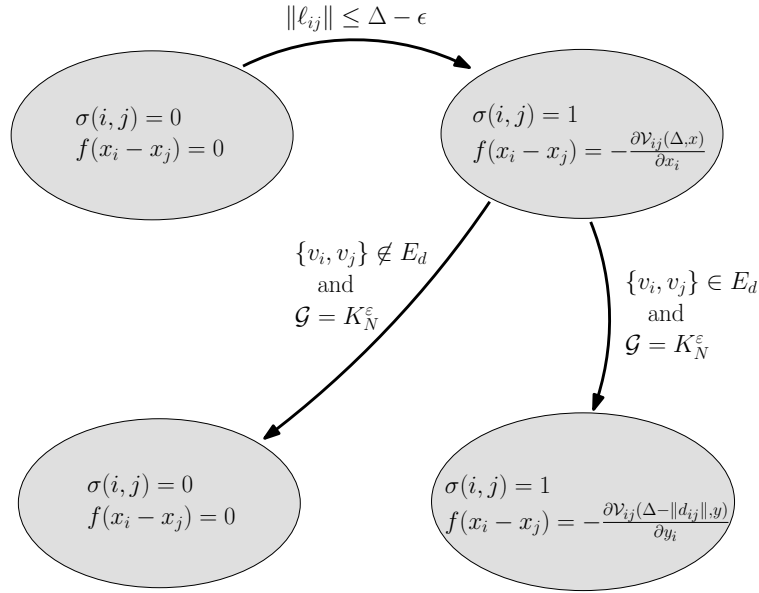 ‖ℓ_{ij}‖ ≤ Δ − ϵ
σ(i, j) = 0
f(x_i − x_j) = 0
σ(i, j) = 1
f(x_i − x_j) = −∂𝒱_{ij}(Δ,x)/∂x_i
{v_i, v_j} ∉ E_d
and
𝒢 = K_N^ε
{v_i, v_j} ∈ E_d
and
𝒢 = K_N^ε
σ(i, j) = 0
f(x_i − x_j) = 0
σ(i, j) = 1
f(x_i − x_j) = −∂𝒱_{ij}(Δ−‖d_{ij}‖,y)/∂y_i